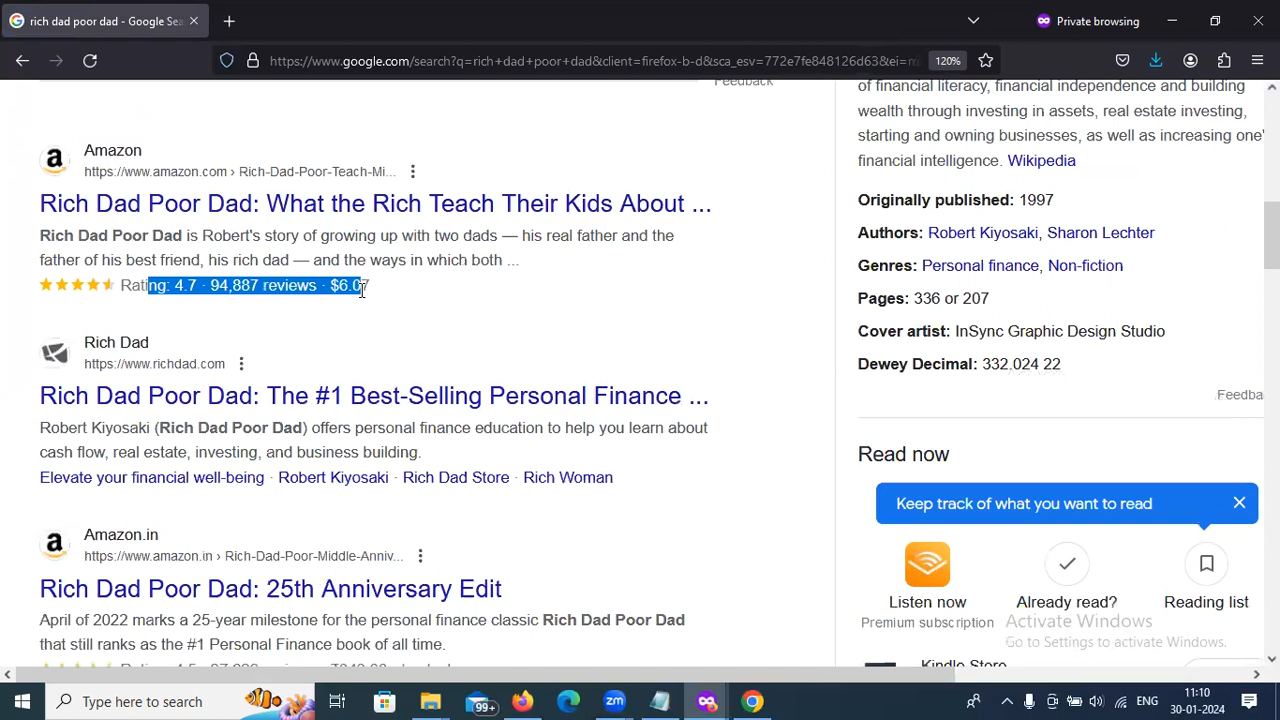 rich dad poor dad - Google Sea
Private browsing
https://www.google.com/search?q=rich+dad+poor+dad&client=firefox-b-d&sca_esv=772e7fe848126d63&ei=m
120%
Feedback
Amazon
https://www.amazon.com › Rich-Dad-Poor-Teach-Mi...
Rich Dad Poor Dad: What the Rich Teach Their Kids About ...
Rich Dad Poor Dad is Robert's story of growing up with two dads — his real father and the
father of his best friend, his rich dad — and the ways in which both ...
Rating: 4.7 · 94,887 reviews · $6.07
Rich Dad
https://www.richdad.com
Rich Dad Poor Dad: The #1 Best-Selling Personal Finance ...
Robert Kiyosaki (Rich Dad Poor Dad) offers personal finance education to help you learn about
cash flow, real estate, investing, and business building.
Elevate your financial well-being · Robert Kiyosaki · Rich Dad Store · Rich Woman
Amazon.in
https://www.amazon.in › Rich-Dad-Poor-Middle-Anniv...
Rich Dad Poor Dad: 25th Anniversary Edit
April of 2022 marks a 25-year milestone for the personal finance classic Rich Dad Poor Dad
that still ranks as the #1 Personal Finance book of all time.
of financial literacy, financial independence and building
wealth through investing in assets, real estate investing,
starting and owning businesses, as well as increasing one'
financial intelligence. Wikipedia
Originally published: 1997
Authors: Robert Kiyosaki, Sharon Lechter
Genres: Personal finance, Non-fiction
Pages: 336 or 207
Cover artist: InSync Graphic Design Studio
Dewey Decimal: 332.024 22
Feedba
Read now
Keep track of what you want to read
Listen now
Premium subscription
Already read?
Reading list
Activate Windows
Go to Settings to activate Windows.
Kindle Store
Type here to search
99+
zm
ENG
11:10
30-01-2024